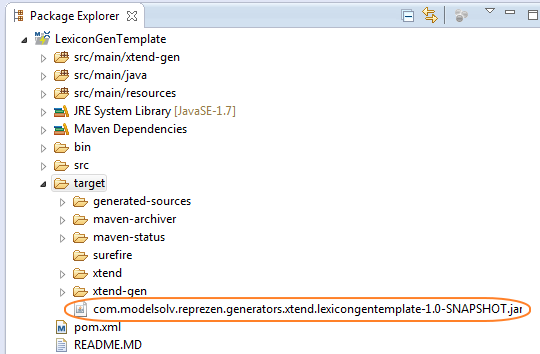 Package Explorer
LexiconGenTemplate
src/main/xtend-gen
src/main/java
src/main/resources
JRE System Library [JavaSE-1.7]
Maven Dependencies
bin
src
target
generated-sources
maven-archiver
maven-status
surefire
xtend
xtend-gen
com.modelsolv.reprezen.generators.xtend.lexicongentemplate-1.0-SNAPSHOT.jar
pom.xml
README.MD